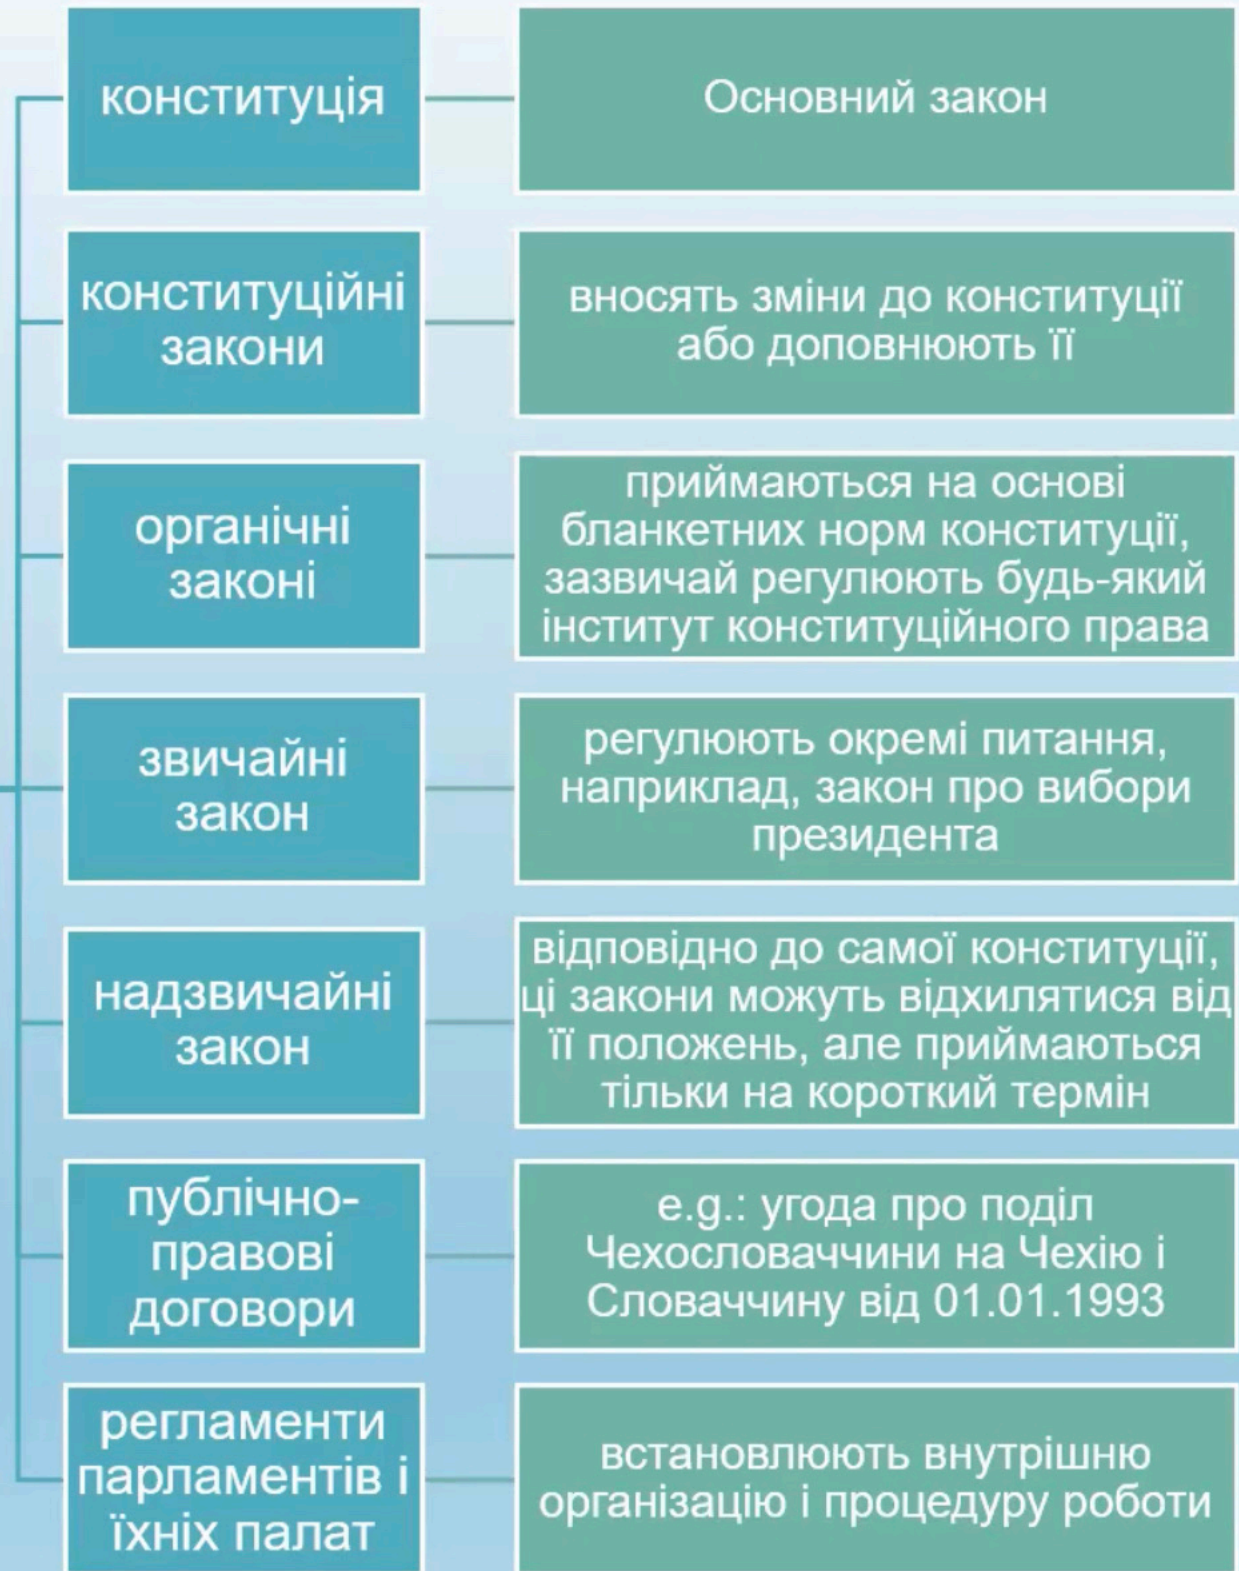 конституція
Основний закон
конституційні
закони
вносять зміни до конституції
або доповнюють її
органічні
законі
приймаються на основі
бланкетних норм конституції,
зазвичай регулюють будь-який
інститут конституційного права
звичайні
закон
регулюють окремі питання,
наприклад, закон про вибори
президента
надзвичайні
закон
відповідно до самої конституції,
ці закони можуть відхилятися від
її положень, але приймаються
тільки на короткий термін
публічно-
правові
договори
e.g.: угода про поділ
Чехословаччини на Чехію і
Словаччину від 01.01.1993
регламенти
парламентів і
їхніх палат
встановлюють внутрішню
організацію і процедуру роботи